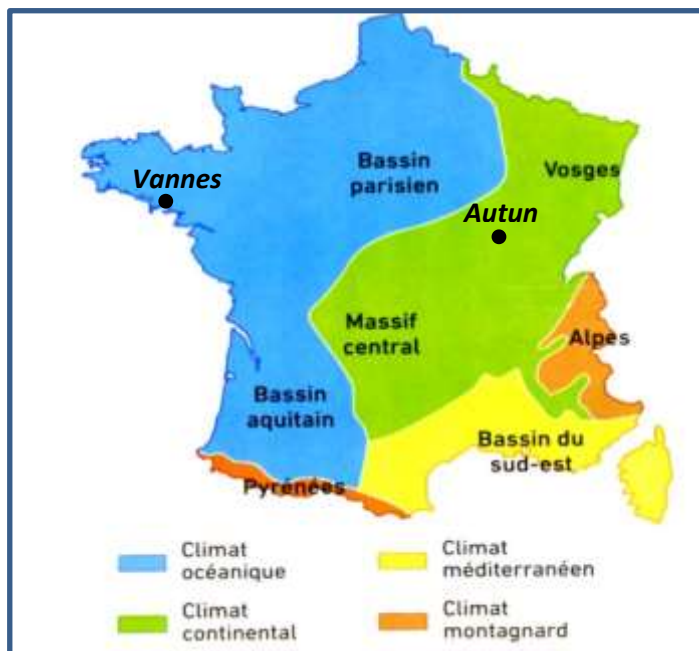 Bassin
parisien
Vosges
Vannes
Autun
Massif
central
Alpes
Bassin
aquitain
Bassin du
sud-est
Pyrénées
Climat
océanique
Climat
méditerranéen
Climat
continental
Climat
montagnard